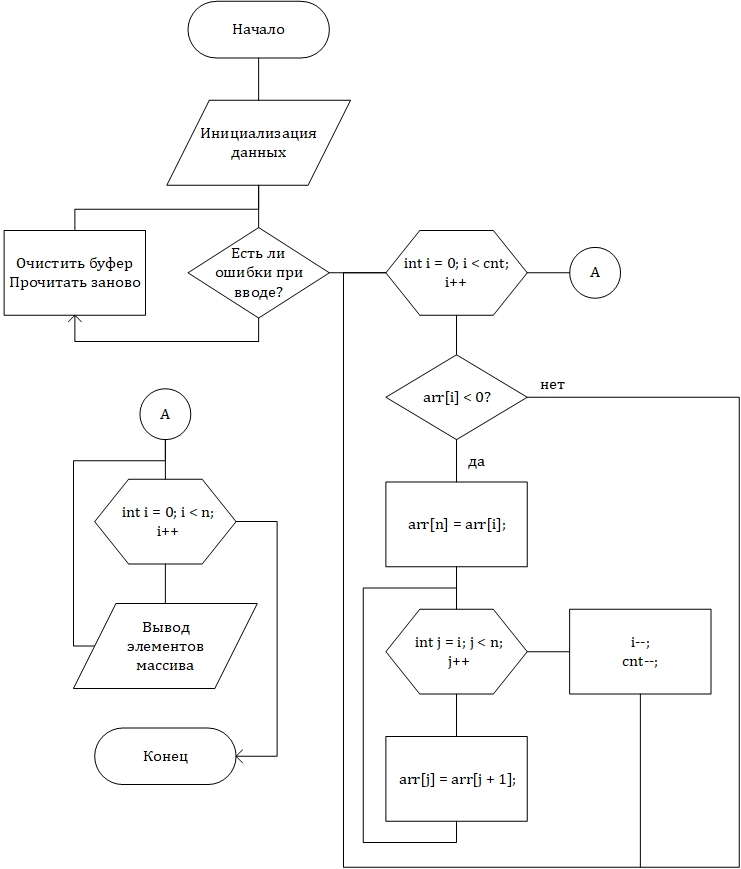 Начало
Инициализация
данных
Очистить буфер
Прочитать заново
Есть ли
ошибки при
вводе?
int i = 0; i < cnt;
i++
A
arr[i] < 0?
нет
да
arr[n] = arr[i];
int j = i; j < n;
j++
i--;
cnt--;
arr[j] = arr[j + 1];
A
int i = 0; i < n;
i++
Вывод
элементов
массива
Конец